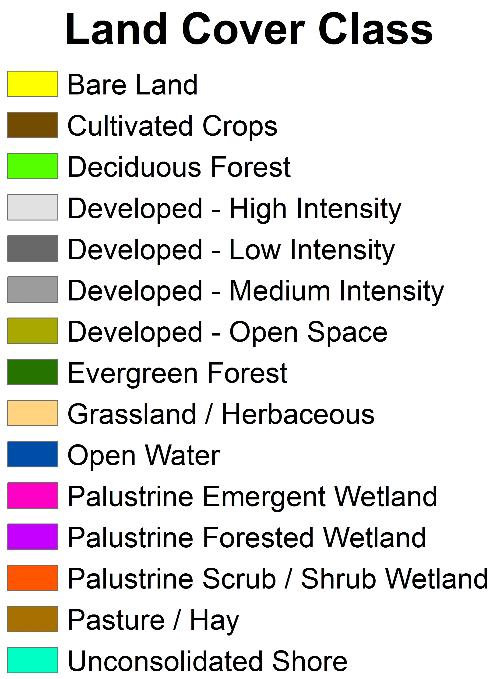 Land Cover Class
Bare Land
Cultivated Crops
Deciduous Forest
Developed - High Intensity
Developed - Low Intensity
Developed - Medium Intensity
Developed - Open Space
Evergreen Forest
Grassland / Herbaceous
Open Water
Palustrine Emergent Wetland
Palustrine Forested Wetland
Palustrine Scrub / Shrub Wetland
Pasture / Hay
Unconsolidated Shore